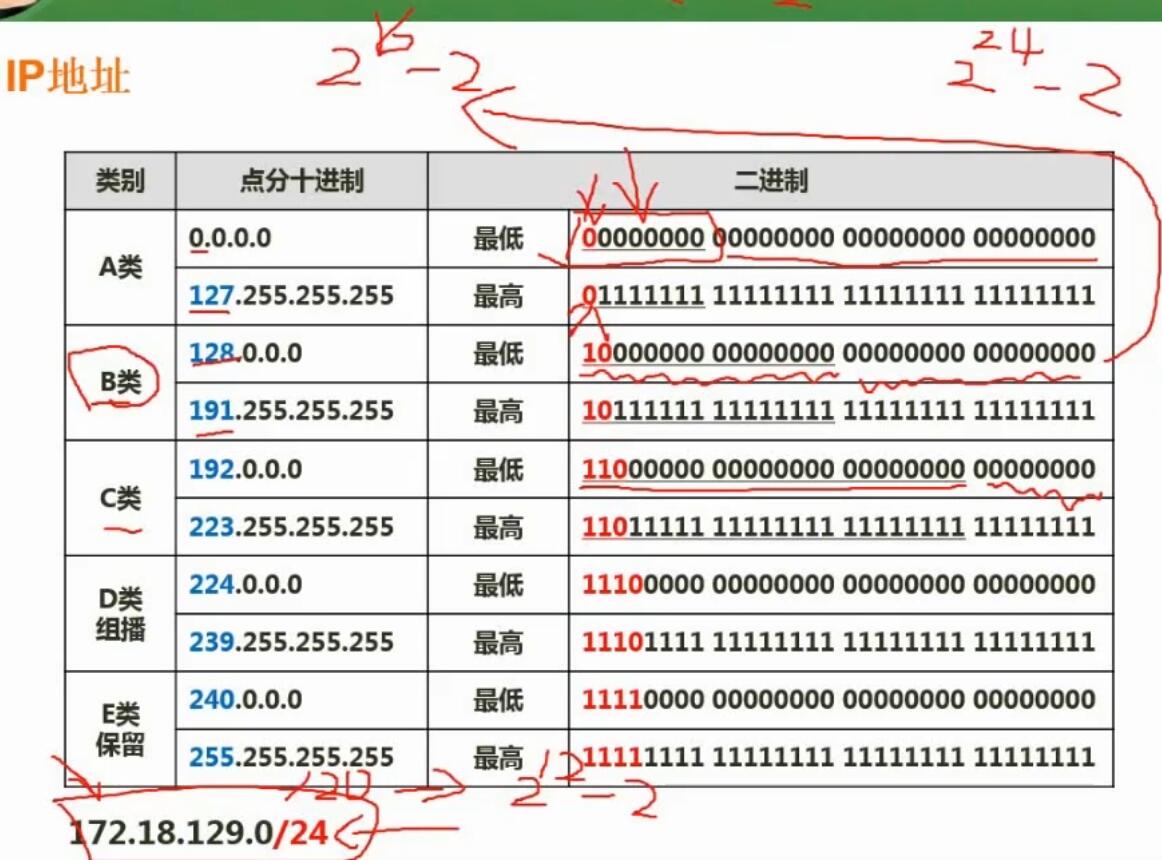 2^16-2
2^24-2
IP地址
类别 点分十进制 二进制
A类 0.0.0.0 最低 00000000 00000000 00000000 00000000
127.255.255.255 最高 01111111 11111111 11111111 11111111
B类 128.0.0.0 最低 10000000 00000000 00000000 00000000
191.255.255.255 最高 10111111 11111111 11111111 11111111
C类 192.0.0.0 最低 11000000 00000000 00000000 00000000
223.255.255.255 最高 11011111 11111111 11111111 11111111
D类
组播 224.0.0.0 最低 11100000 00000000 00000000 00000000
239.255.255.255 最高 11101111 11111111 11111111 11111111
E类
保留 240.0.0.0 最低 11110000 00000000 00000000 00000000
255.255.255.255 最高 11111111 11111111 11111111 11111111
/20 → 2^12-2
172.18.129.0/24